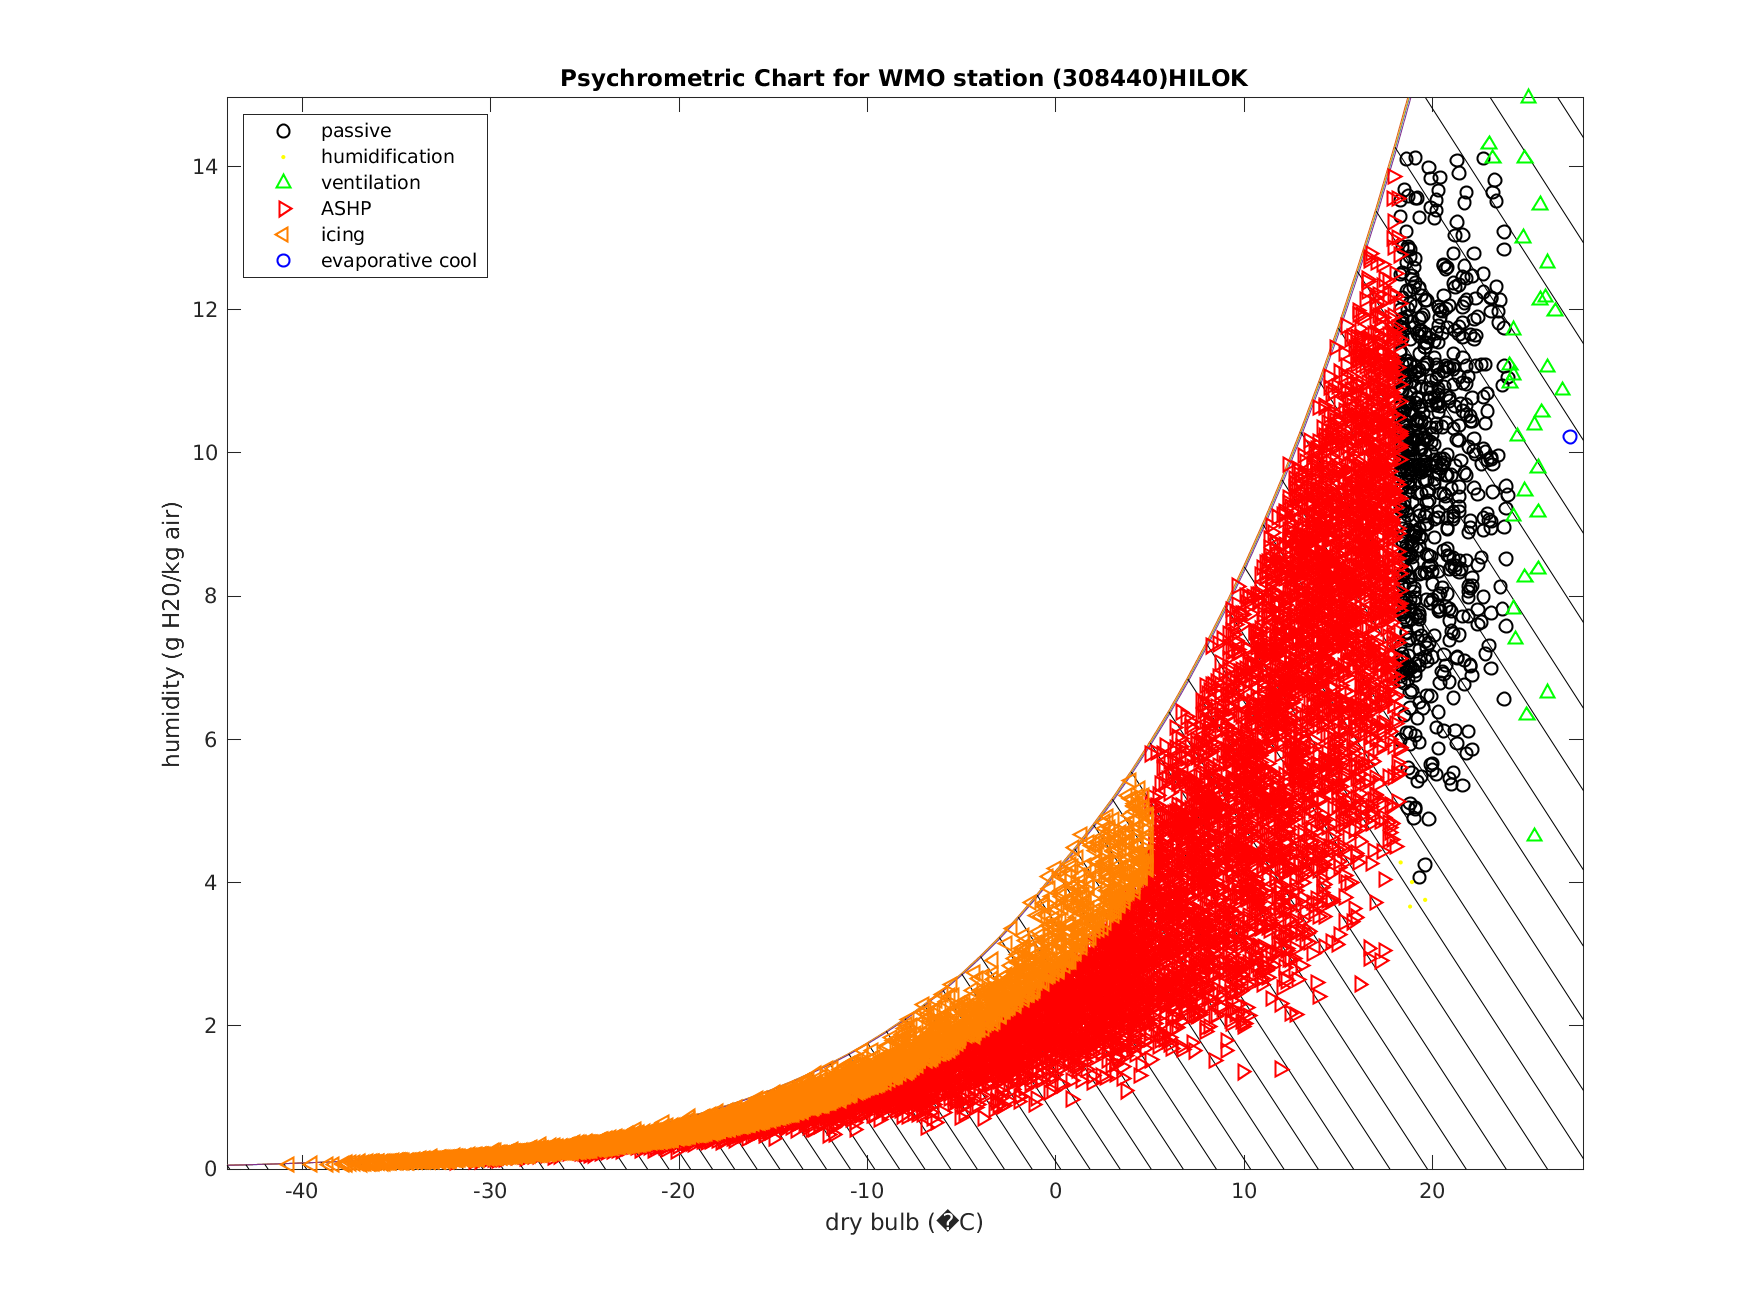 Psychrometric Chart for WMO station (308440)HILOK
passive
humidification
ventilation
ASHP
icing
evaporative cool
humidity (g H20/kg air)
14
12
10
8
6
4
2
0
-40 -30 -20 -10 0 10 20
dry bulb (�C)